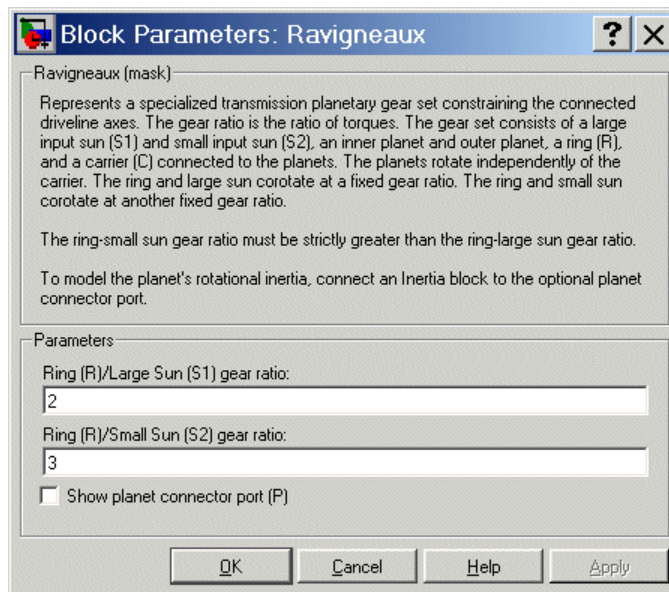 Block Parameters: Ravigneaux
Ravigneaux (mask)
Represents a specialized transmission planetary gear set constraining the connected
driveline axes. The gear ratio is the ratio of torques. The gear set consists of a large
input sun (S1) and small input sun (S2), an inner planet and outer planet, a ring (R),
and a carrier (C) connected to the planets. The planets rotate independently of the
carrier. The ring and large sun corotate at a fixed gear ratio. The ring and small sun
corotate at another fixed gear ratio.
The ring-small sun gear ratio must be strictly greater than the ring-large sun gear ratio.
To model the planet's rotational inertia, connect an Inertia block to the optional planet
connector port.
Parameters
Ring (R)/Large Sun (S1) gear ratio:
2
Ring (R)/Small Sun (S2) gear ratio:
3
Show planet connector port (P)
OK Cancel Help Apply